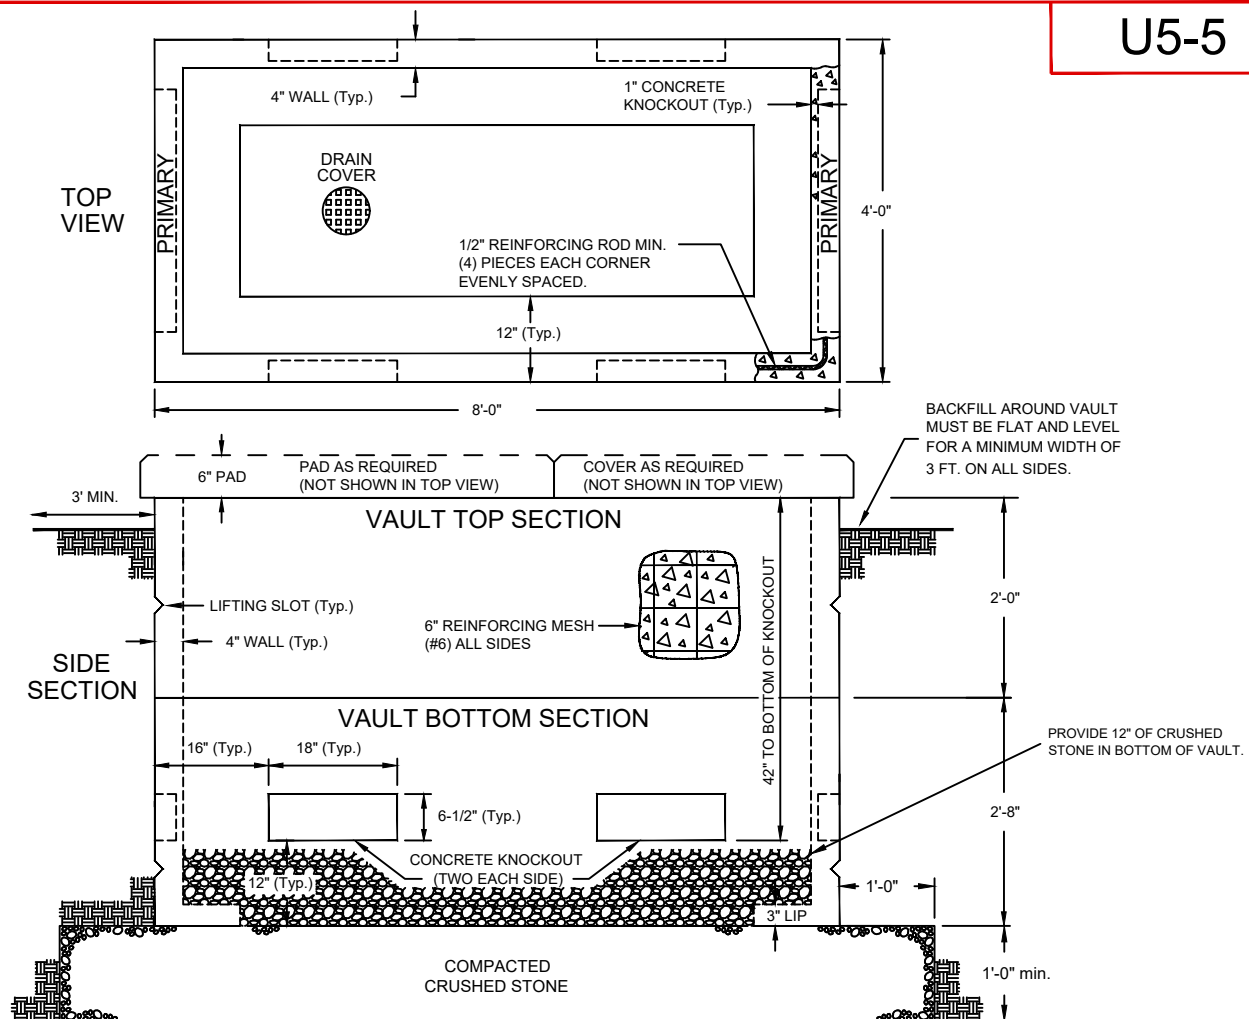 U5-5
4" WALL (Typ.)
1" CONCRETE
KNOCKOUT (Typ.)
TOP
VIEW
PRIMARY
DRAIN
COVER
PRIMARY
4'-0"
1/2" REINFORCING ROD MIN.
(4) PIECES EACH CORNER
EVENLY SPACED.
12" (Typ.)
8'-0"
BACKFILL AROUND VAULT
MUST BE FLAT AND LEVEL
FOR A MINIMUM WIDTH OF
3 FT. ON ALL SIDES.
6" PAD
PAD AS REQUIRED
(NOT SHOWN IN TOP VIEW)
COVER AS REQUIRED
(NOT SHOWN IN TOP VIEW)
3' MIN.
VAULT TOP SECTION
LIFTING SLOT (Typ.)
4" WALL (Typ.)
6" REINFORCING MESH
(#6) ALL SIDES
42" TO BOTTOM OF KNOCKOUT
2'-0"
SIDE
SECTION
VAULT BOTTOM SECTION
16" (Typ.)
18" (Typ.)
PROVIDE 12" OF CRUSHED
STONE IN BOTTOM OF VAULT.
6-1/2" (Typ.)
2'-8"
CONCRETE KNOCKOUT
(TWO EACH SIDE)
12" (Typ.)
1'-0"
3" LIP
COMPACTED
CRUSHED STONE
1'-0" min.